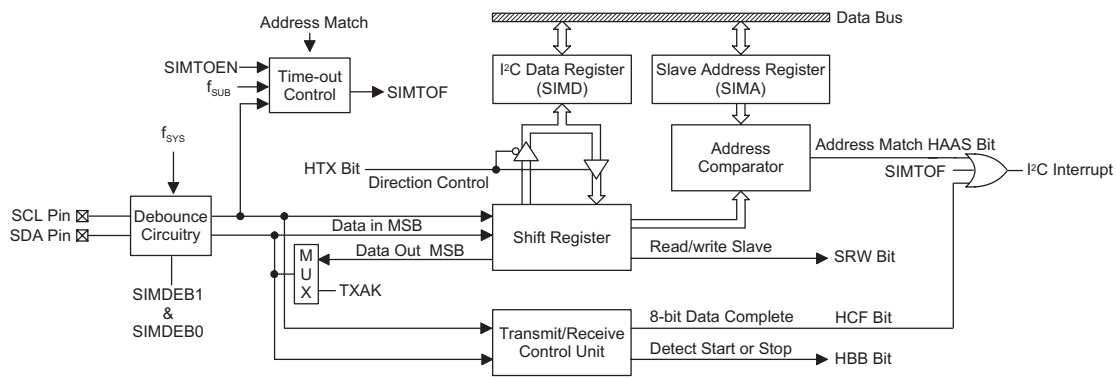 Data Bus
Address Match
SIMTOEN
fSUB
Time-out
Control
SIMTOF
I²C Data Register
(SIMD)
Slave Address Register
(SIMA)
fSYS
HTX Bit
Direction Control
Address
Comparator
Address Match HAAS Bit
SIMTOF
I²C Interrupt
SCL Pin
SDA Pin
Debounce
Circuitry
Data in MSB
Shift Register
Data Out MSB
M
U
X
TXAK
Read/write Slave
SRW Bit
SIMDEB1
&
SIMDEB0
Transmit/Receive
Control Unit
8-bit Data Complete
HCF Bit
Detect Start or Stop
HBB Bit